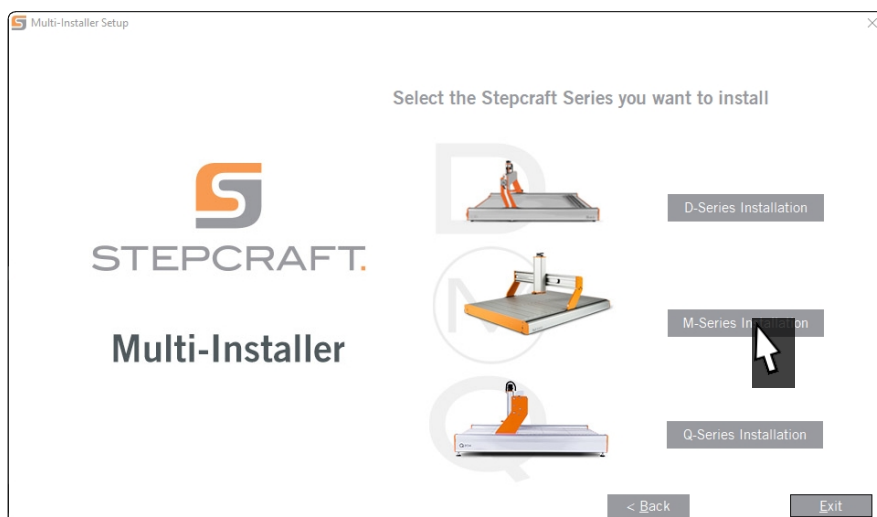 Multi-Installer Setup
Select the Stepcraft Series you want to install
D
D-Series Installation
STEPCRAFT.
M
M-Series Installation
Multi-Installer
Q
Q-Series Installation
< Back
Exit